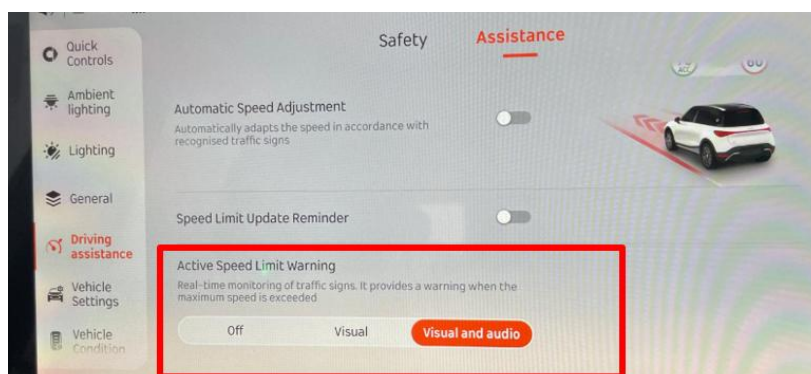 Safety
Assistance
Quick
Controls
Ambient
lighting
Lighting
General
Driving
assistance
Vehicle
Settings
Vehicle
Condition
ACC
60
Automatic Speed Adjustment
Automatically adapts the speed in accordance with
recognised traffic signs
Speed Limit Update Reminder
Active Speed Limit Warning
Real-time monitoring of traffic signs. It provides a warning when the
maximum speed is exceeded
Off
Visual
Visual and audio